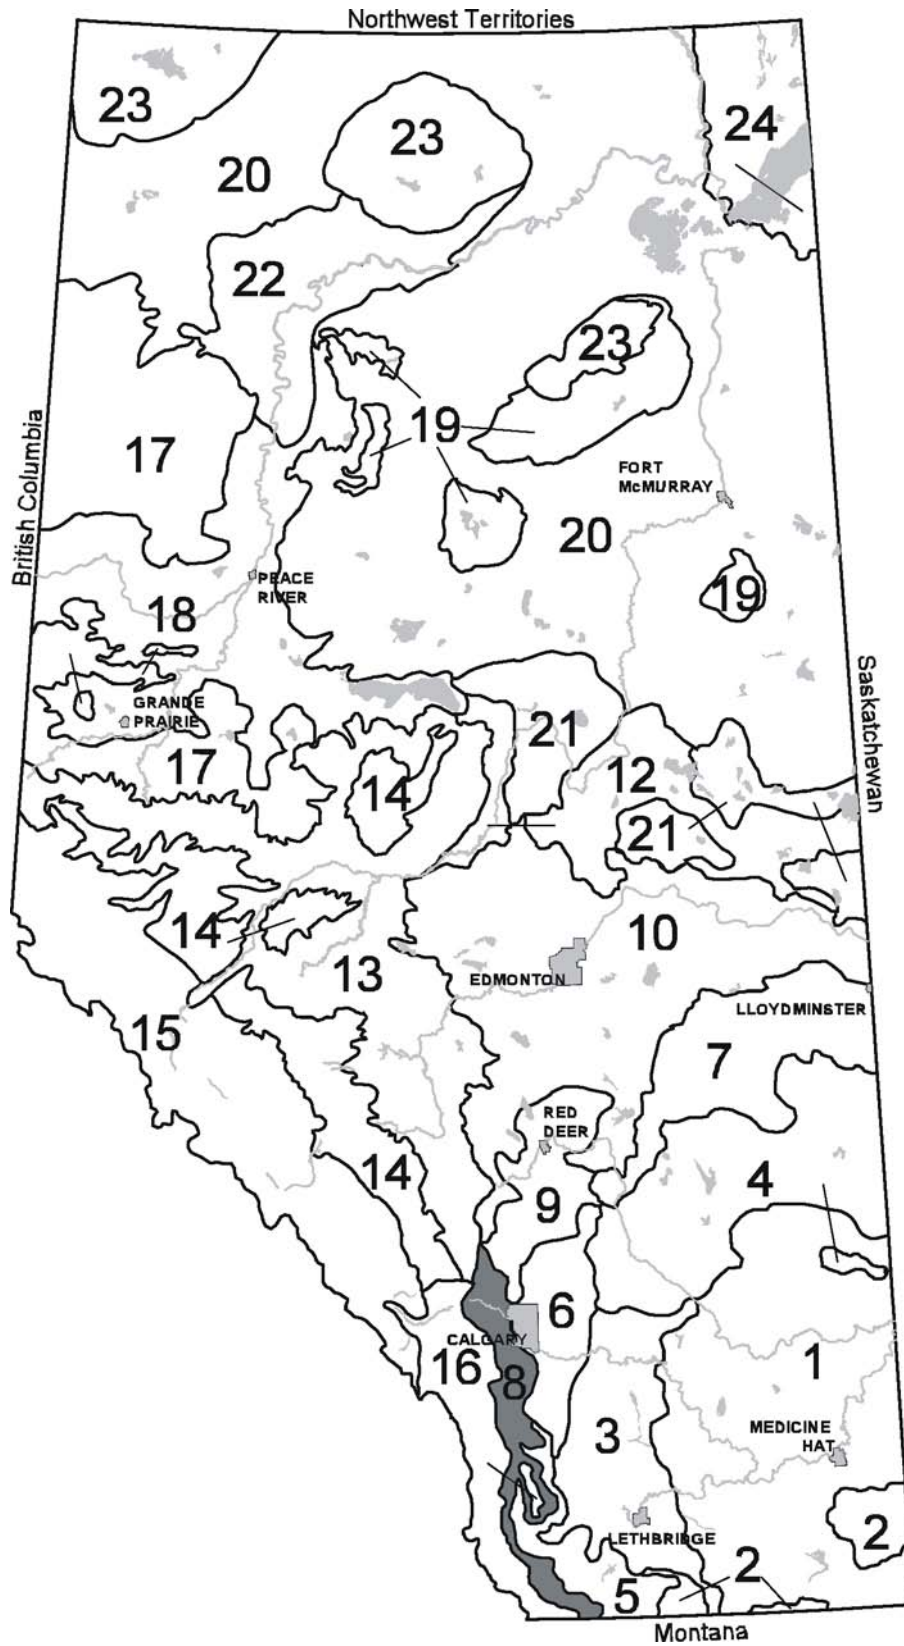 Northwest Territories
23
23
24
20
22
23
British Columbia
19
17
FORT
McMURRAY
20
PEACE
RIVER
19
18
Saskatchewan
GRANDE
PRAIRIE
21
17
12
14
21
14
10
13
EDMONTON
LLOYDMINSTER
15
7
RED
DEER
14
4
9
6
CALGARY
16
8
1
3
MEDICINE
HAT
LETHBRIDGE
2
2
5
Montana